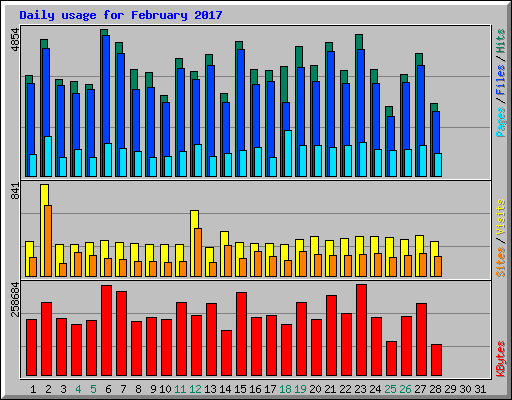 Daily usage for February 2017
4854
Pages / Files / Hits
841
Sites / Visits
258684
KBytes
1 2 3 4 5 6 7 8 9 10 11 12 13 14 15 16 17 18 19 20 21 22 23 24 25 26 27 28 29 30 31